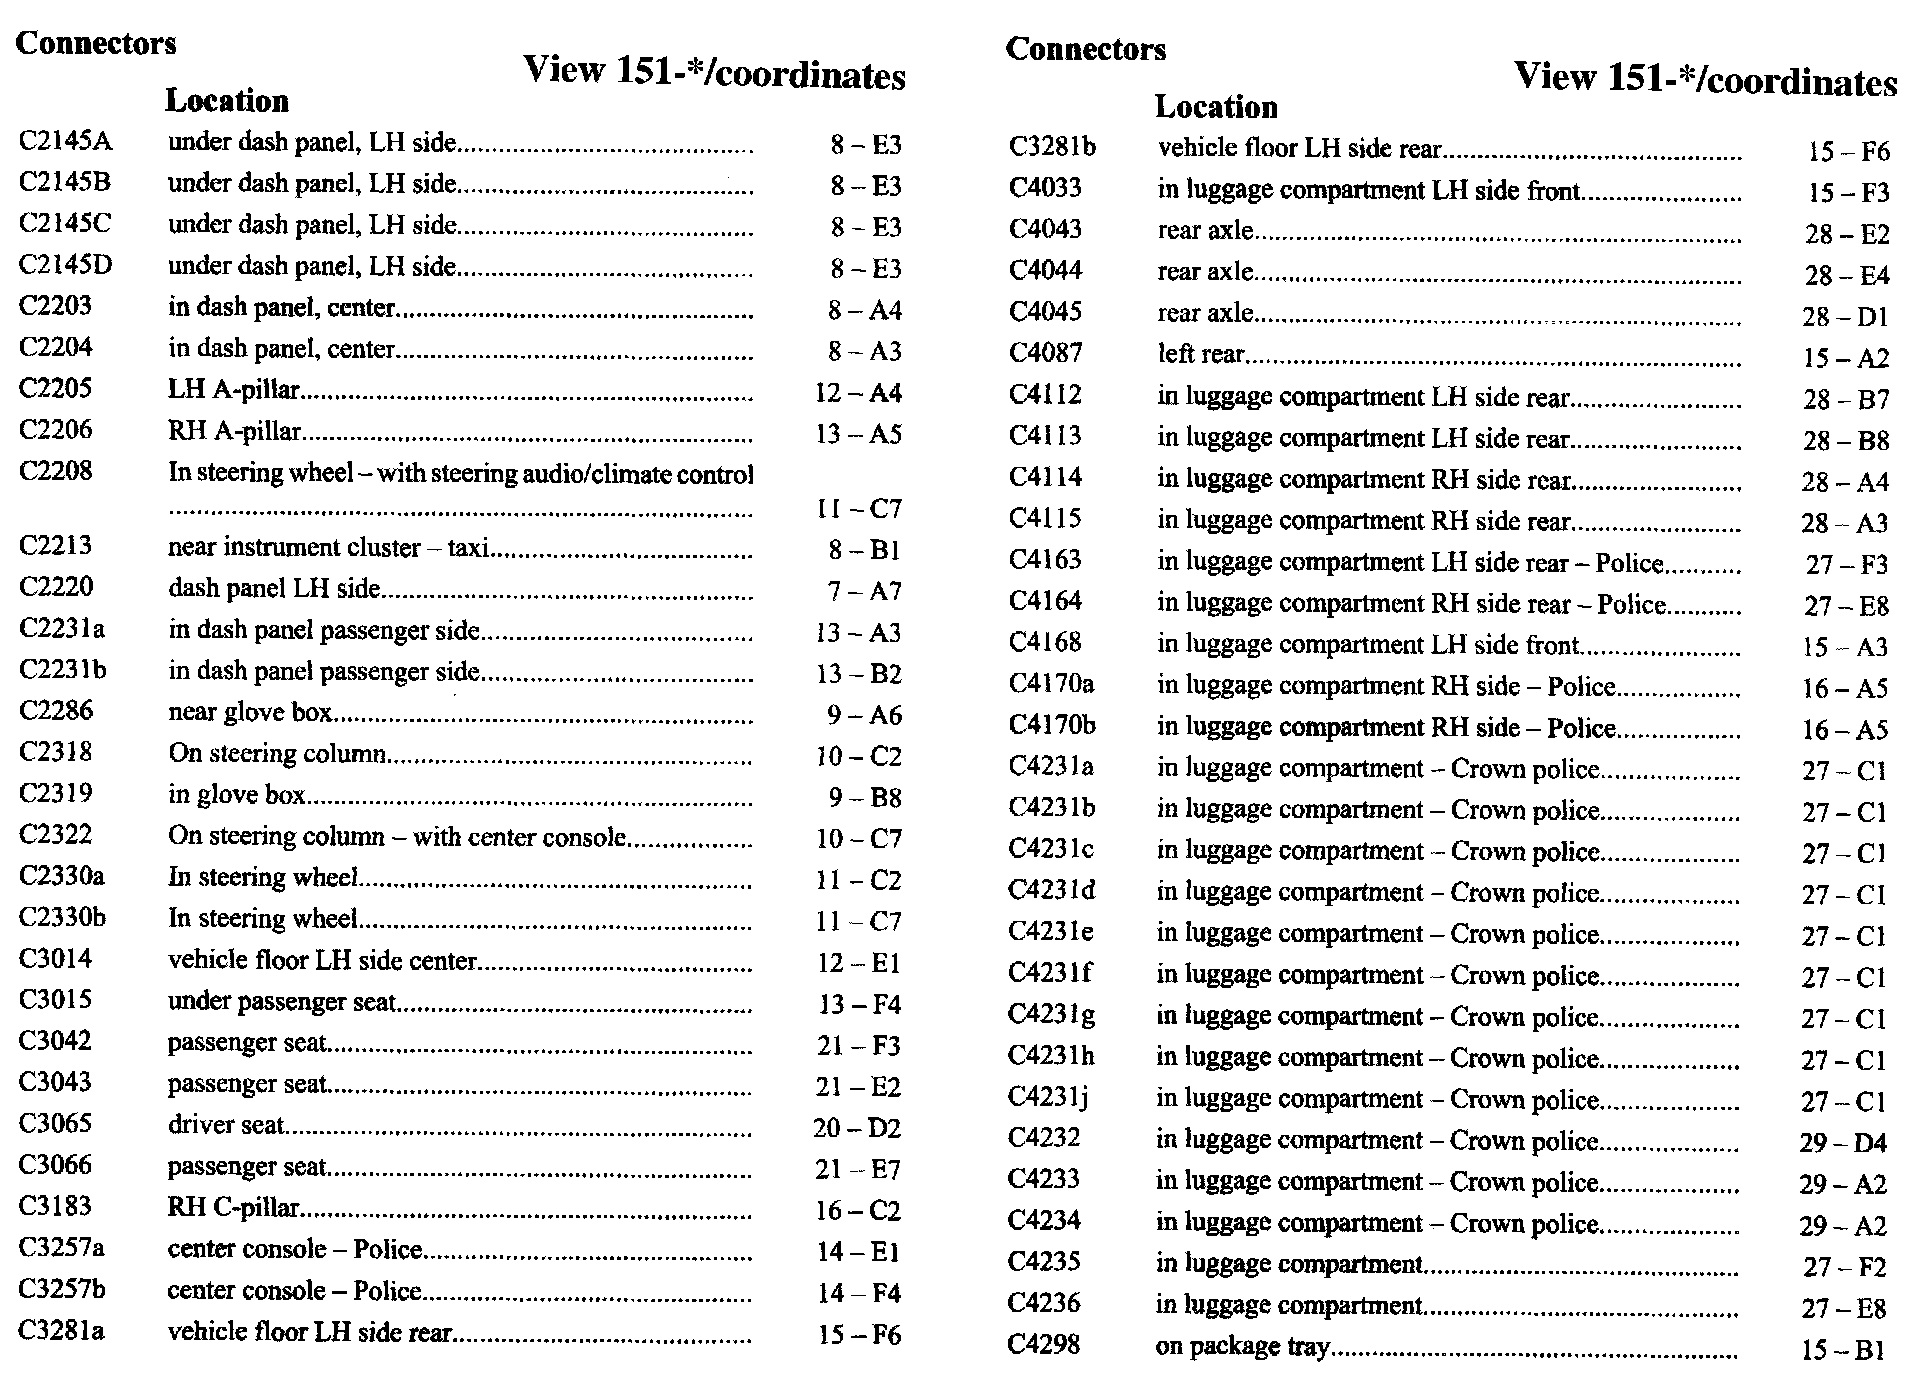 Connectors
View 151-*/coordinates
Location
C2145A under dash panel, LH side 8 – E3
C2145B under dash panel, LH side 8 – E3
C2145C under dash panel, LH side 8 – E3
C2145D under dash panel, LH side 8 – E3
C2203 in dash panel, center 8 – A4
C2204 in dash panel, center 8 – A3
C2205 LH A-pillar 12 – A4
C2206 RH A-pillar 13 – A5
C2208 In steering wheel – with steering audio/climate control
11 – C7
C2213 near instrument cluster – taxi 8 – B1
C2220 dash panel LH side 7 – A7
C2231a in dash panel passenger side 13 – A3
C2231b in dash panel passenger side 13 – B2
C2286 near glove box 9 – A6
C2318 On steering column 10 – C2
C2319 in glove box 9 – B8
C2322 On steering column – with center console 10 – C7
C2330a In steering wheel 11 – C2
C2330b In steering wheel 11 – C7
C3014 vehicle floor LH side center 12 – E1
C3015 under passenger seat 13 – F4
C3042 passenger seat 21 – F3
C3043 passenger seat 21 – E2
C3065 driver seat 20 – D2
C3066 passenger seat 21 – E7
C3183 RH C-pillar 16 – C2
C3257a center console – Police 14 – E1
C3257b center console – Police 14 – F4
C3281a vehicle floor LH side rear 15 – F6
Connectors
View 151-*/coordinates
Location
C3281b vehicle floor LH side rear 15 – F6
C4033 in luggage compartment LH side front 15 – F3
C4043 rear axle 28 – E2
C4044 rear axle 28 – E4
C4045 rear axle 28 – D1
C4087 left rear 15 – A2
C4112 in luggage compartment LH side rear 28 – B7
C4113 in luggage compartment LH side rear 28 – B8
C4114 in luggage compartment RH side rear 28 – A4
C4115 in luggage compartment RH side rear 28 – A3
C4163 in luggage compartment LH side rear – Police 27 – F3
C4164 in luggage compartment RH side rear – Police 27 – E8
C4168 in luggage compartment LH side front 15 – A3
C4170a in luggage compartment RH side – Police 16 – A5
C4170b in luggage compartment RH side – Police 16 – A5
C4231a in luggage compartment – Crown police 27 – C1
C4231b in luggage compartment – Crown police 27 – C1
C4231c in luggage compartment – Crown police 27 – C1
C4231d in luggage compartment – Crown police 27 – C1
C4231e in luggage compartment – Crown police 27 – C1
C4231f in luggage compartment – Crown police 27 – C1
C4231g in luggage compartment – Crown police 27 – C1
C4231h in luggage compartment – Crown police 27 – C1
C4231j in luggage compartment – Crown police 27 – C1
C4232 in luggage compartment – Crown police 29 – D4
C4233 in luggage compartment – Crown police 29 – A2
C4234 in luggage compartment – Crown police 29 – A2
C4235 in luggage compartment 27 – F2
C4236 in luggage compartment 27 – E8
C4298 on package tray 15 – B1